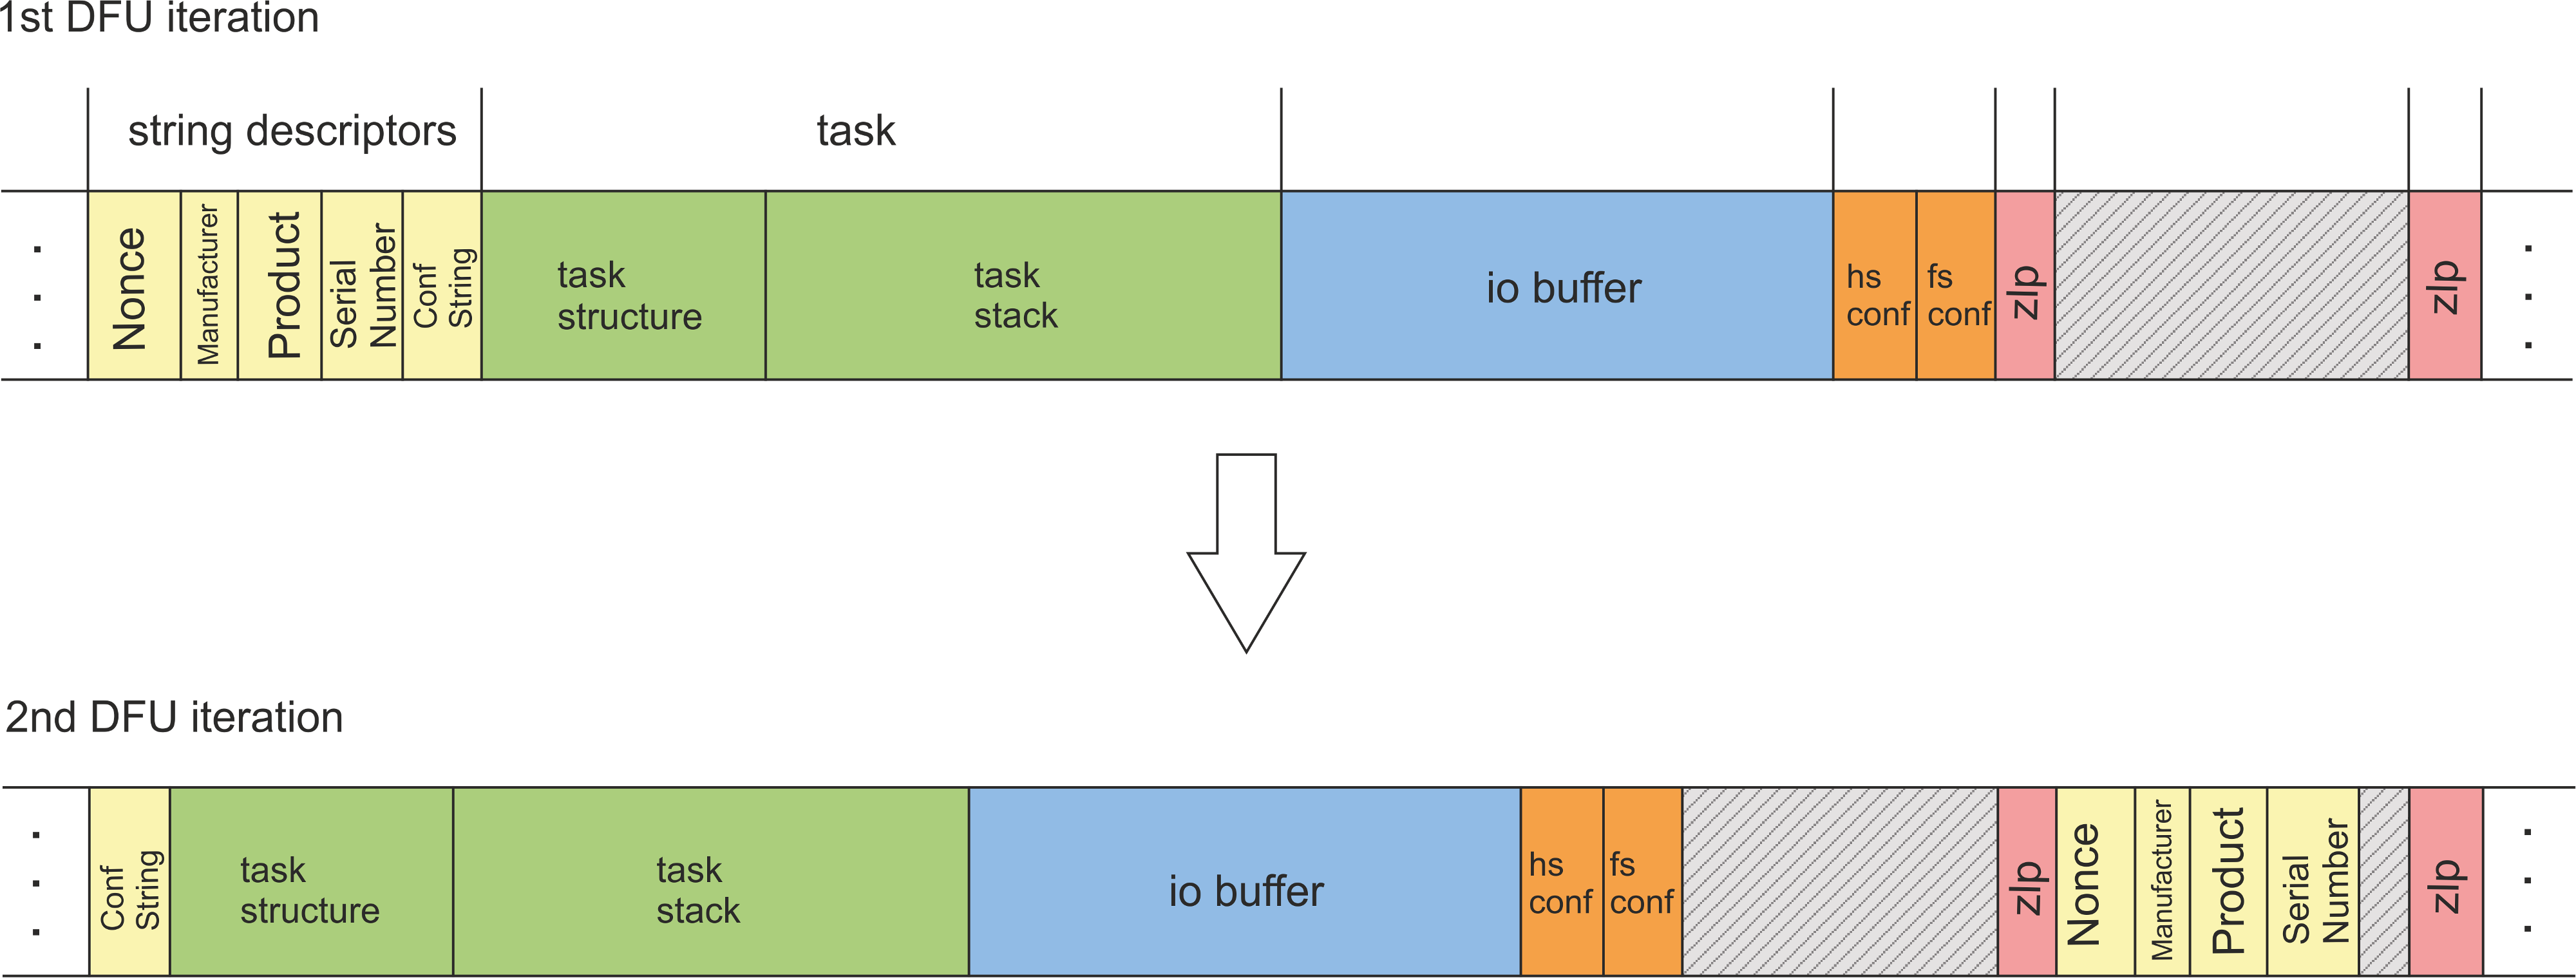 1st DFU iteration
string descriptors
task
Nonce
Manufacturer
Product
Serial
Number
Conf
String
task
structure
task
stack
io buffer
hs
conf
fs
conf
zlp
zlp
2nd DFU iteration
Conf
String
task
structure
task
stack
io buffer
hs
conf
fs
conf
zlp
Nonce
Manufacturer
Product
Serial
Number
zlp